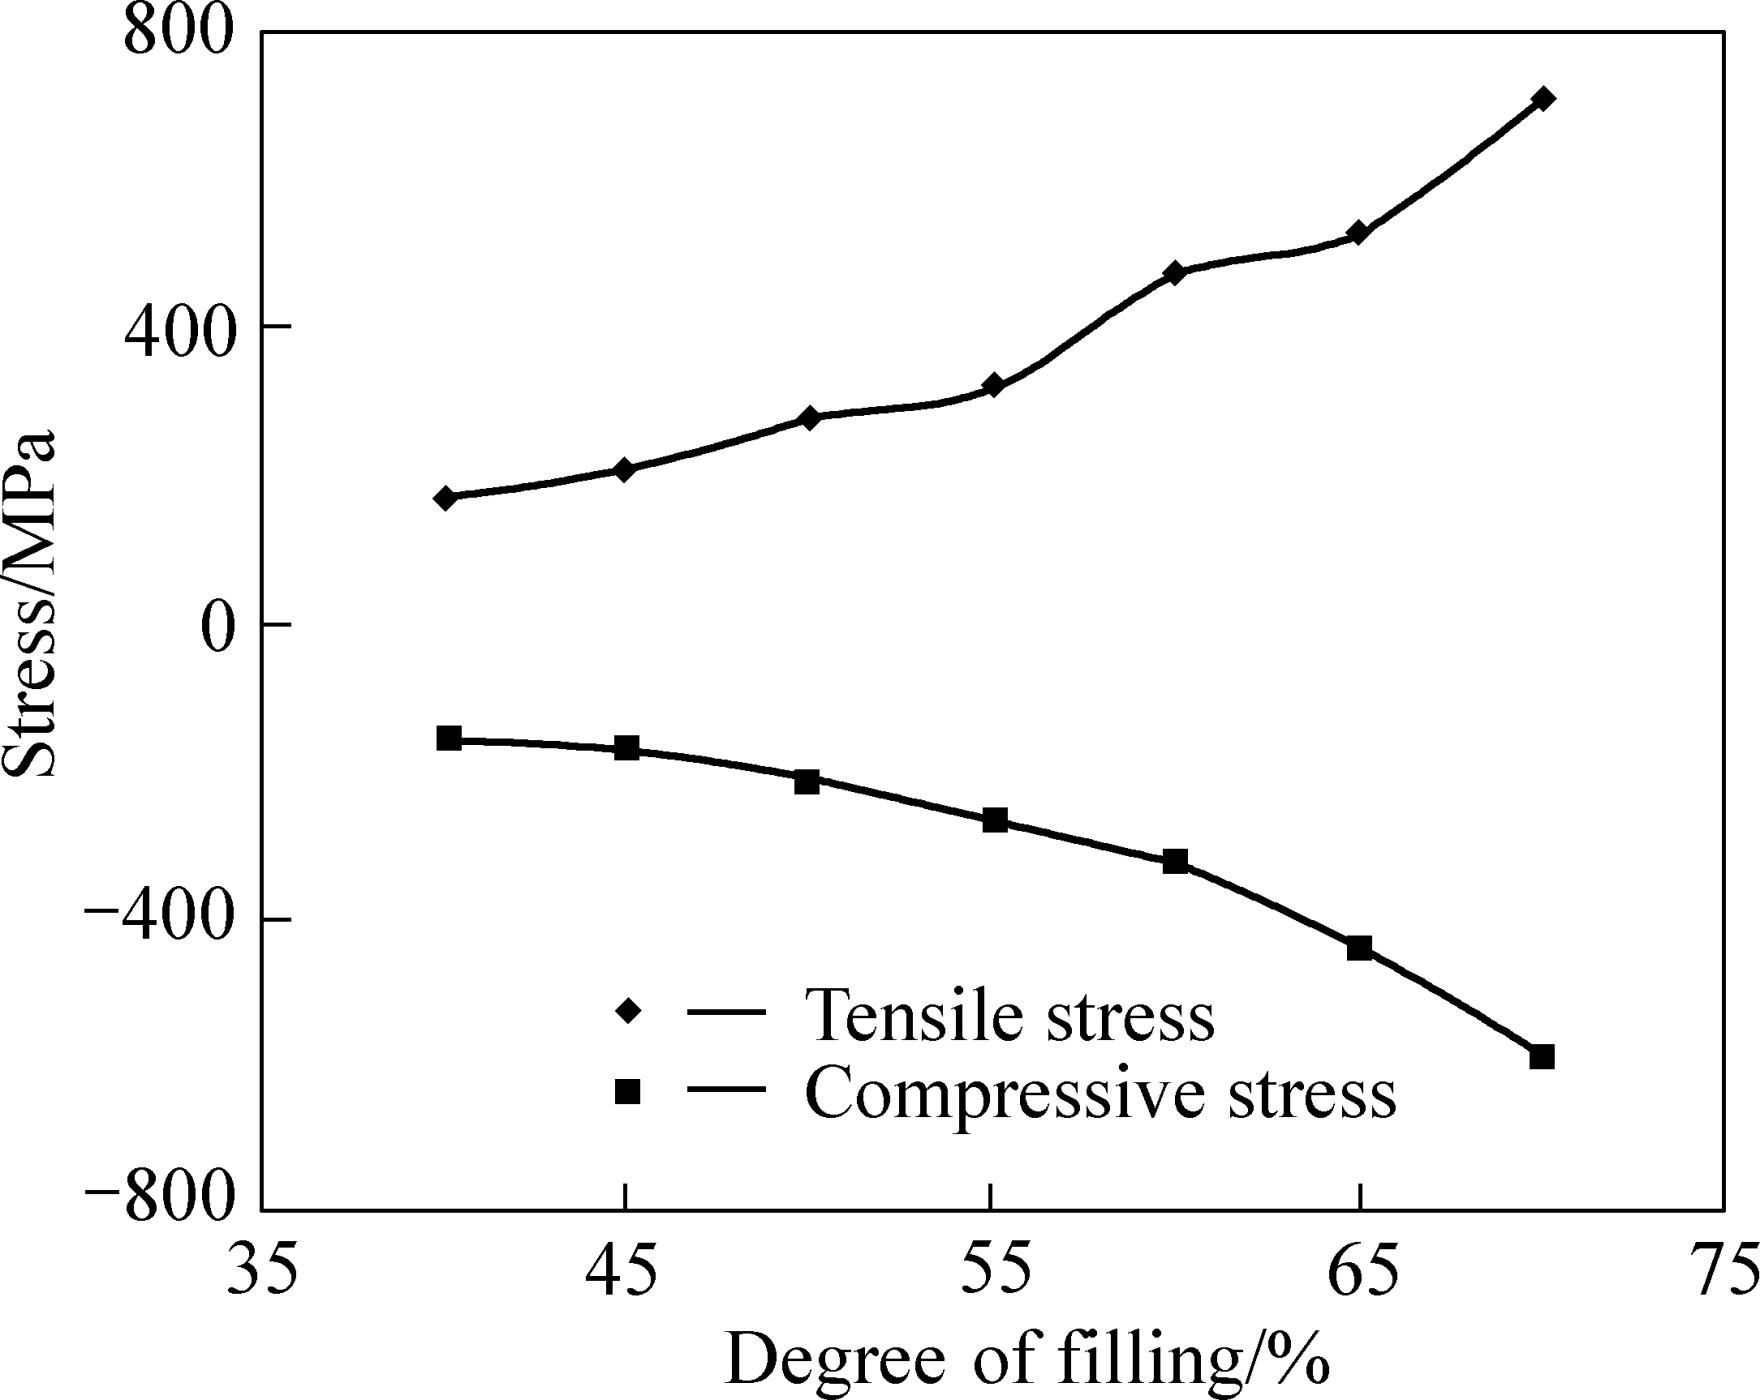 800
400
0
−400
−800
Stress/MPa
Tensile stress
Compressive stress
35 45 55 65 75
Degree of filling/%